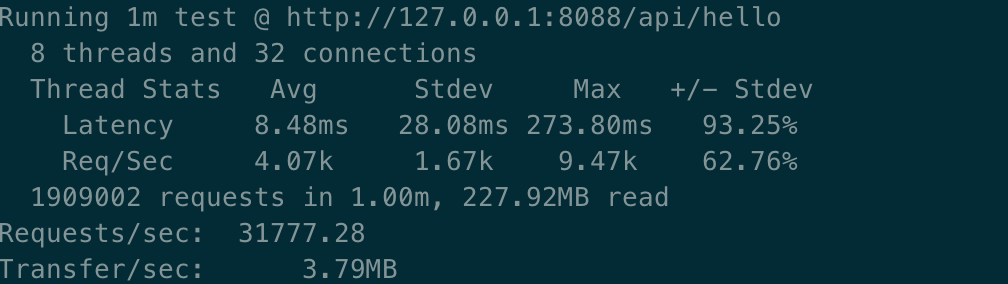 Running 1m test @ http://127.0.0.1:8088/api/hello
  8 threads and 32 connections
  Thread Stats   Avg      Stdev     Max   +/- Stdev
    Latency     8.48ms   28.08ms 273.80ms   93.25%
    Req/Sec     4.07k     1.67k    9.47k    62.76%
  1909002 requests in 1.00m, 227.92MB read
Requests/sec:  31777.28
Transfer/sec:      3.79MB